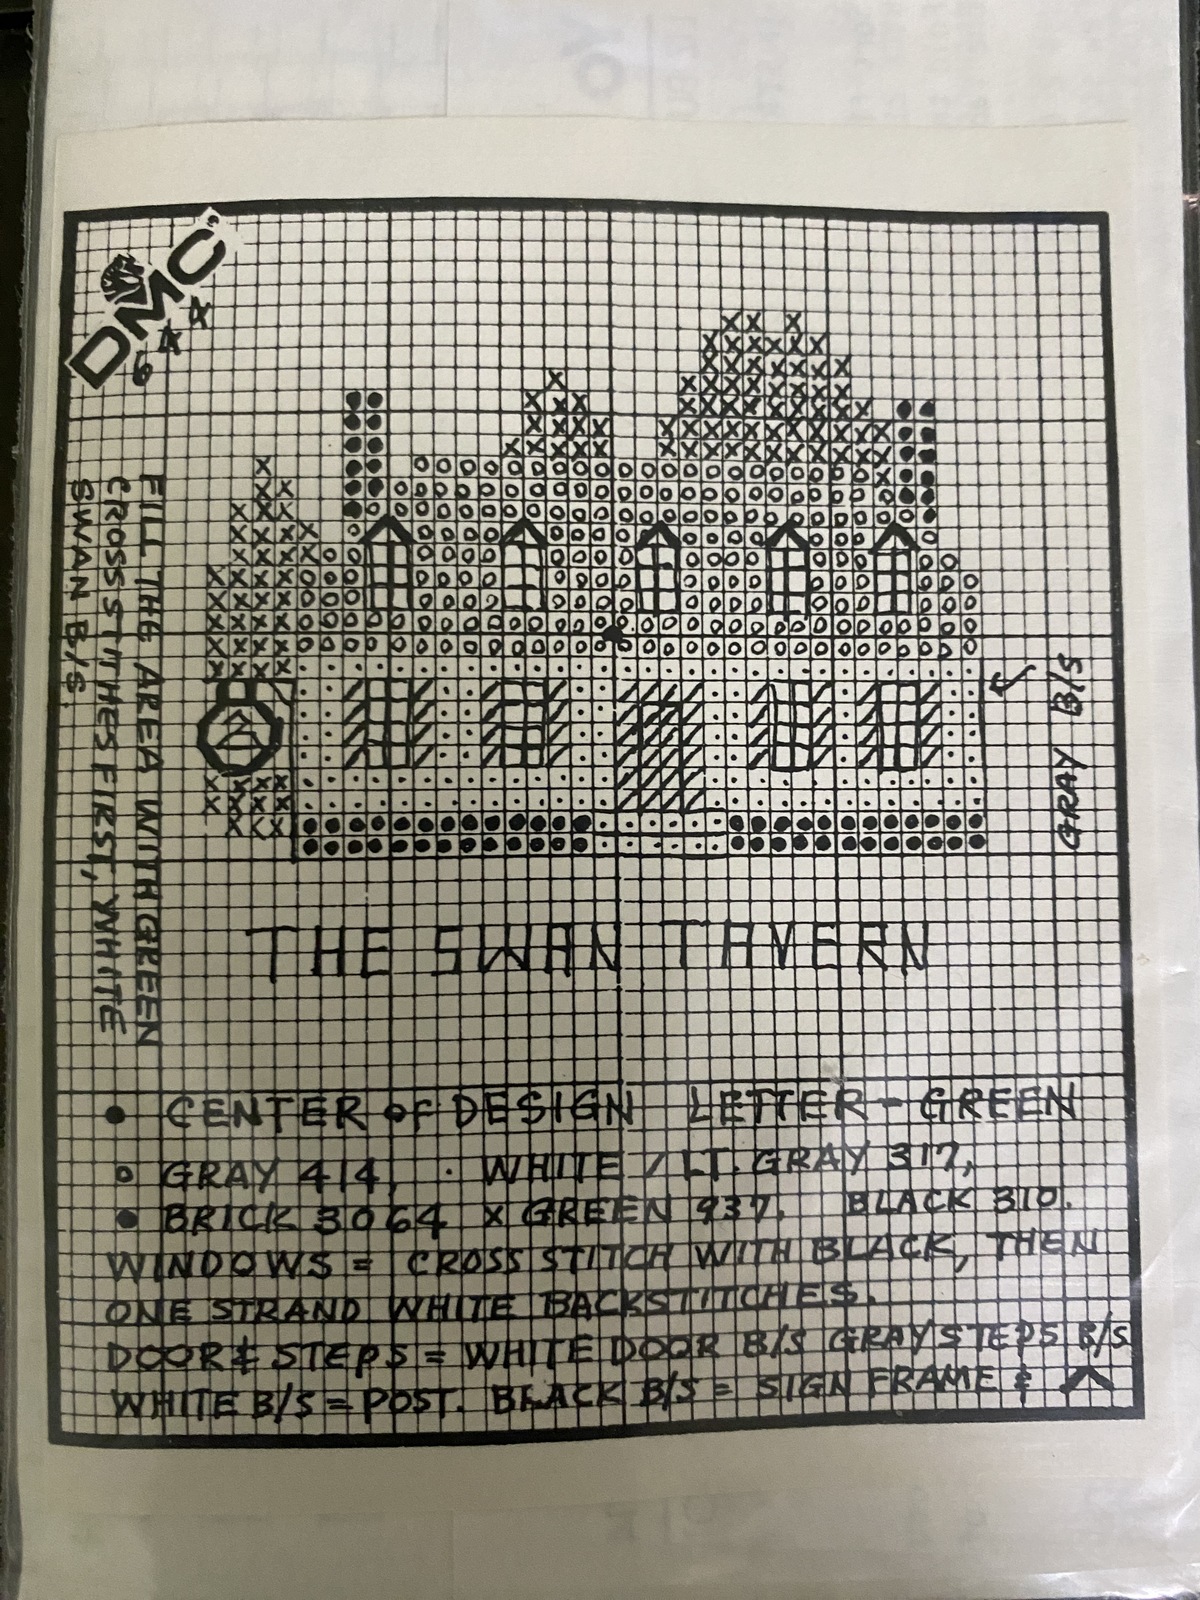 DMC
FILL THE AREA WITH GREEN
CROSS STITHES FIRST, WHITE
SWAN B/S.
GRAY B/S
THE SWAN TAVERN
• CENTER OF DESIGN LETTER - GREEN
o GRAY 414, · WHITE / LT. GRAY 317,
• BRICK 3064 x GREEN 937. BLACK 310.
WINDOWS = CROSS STITCH WITH BLACK, THEN
ONE STRAND WHITE BACKSTITCHES.
DOOR & STEPS = WHITE DOOR B/S GRAY STEPS B/S
WHITE B/S = POST. BLACK B/S = SIGN FRAME & ^